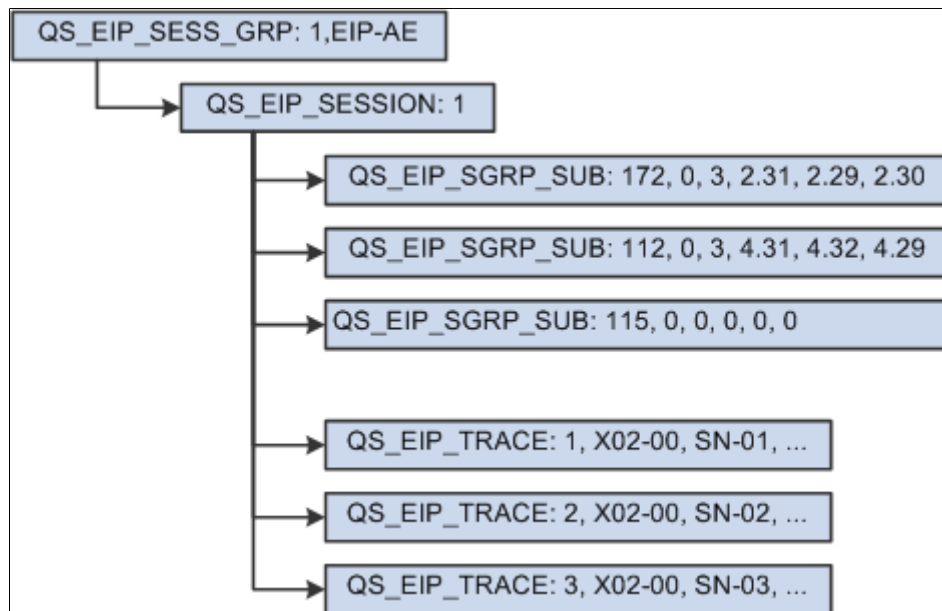 QS_EIP_SESS_GRP: 1,EIP-AE
QS_EIP_SESSION: 1
QS_EIP_SGRP_SUB: 172, 0, 3, 2.31, 2.29, 2.30
QS_EIP_SGRP_SUB: 112, 0, 3, 4.31, 4.32, 4.29
QS_EIP_SGRP_SUB: 115, 0, 0, 0, 0, 0
QS_EIP_TRACE: 1, X02-00, SN-01, ...
QS_EIP_TRACE: 2, X02-00, SN-02, ...
QS_EIP_TRACE: 3, X02-00, SN-03, ...